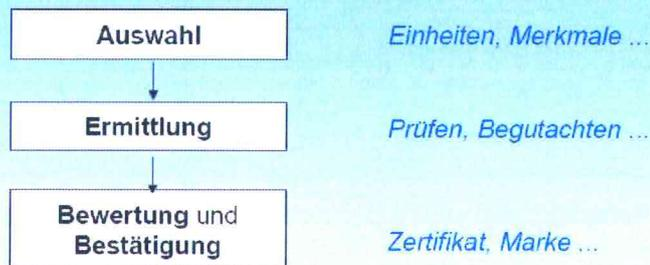 Auswahl
Einheiten, Merkmale ...
Ermittlung
Prüfen, Begutachten ...
Bewertung und
Bestätigung
Zertifikat, Marke ...